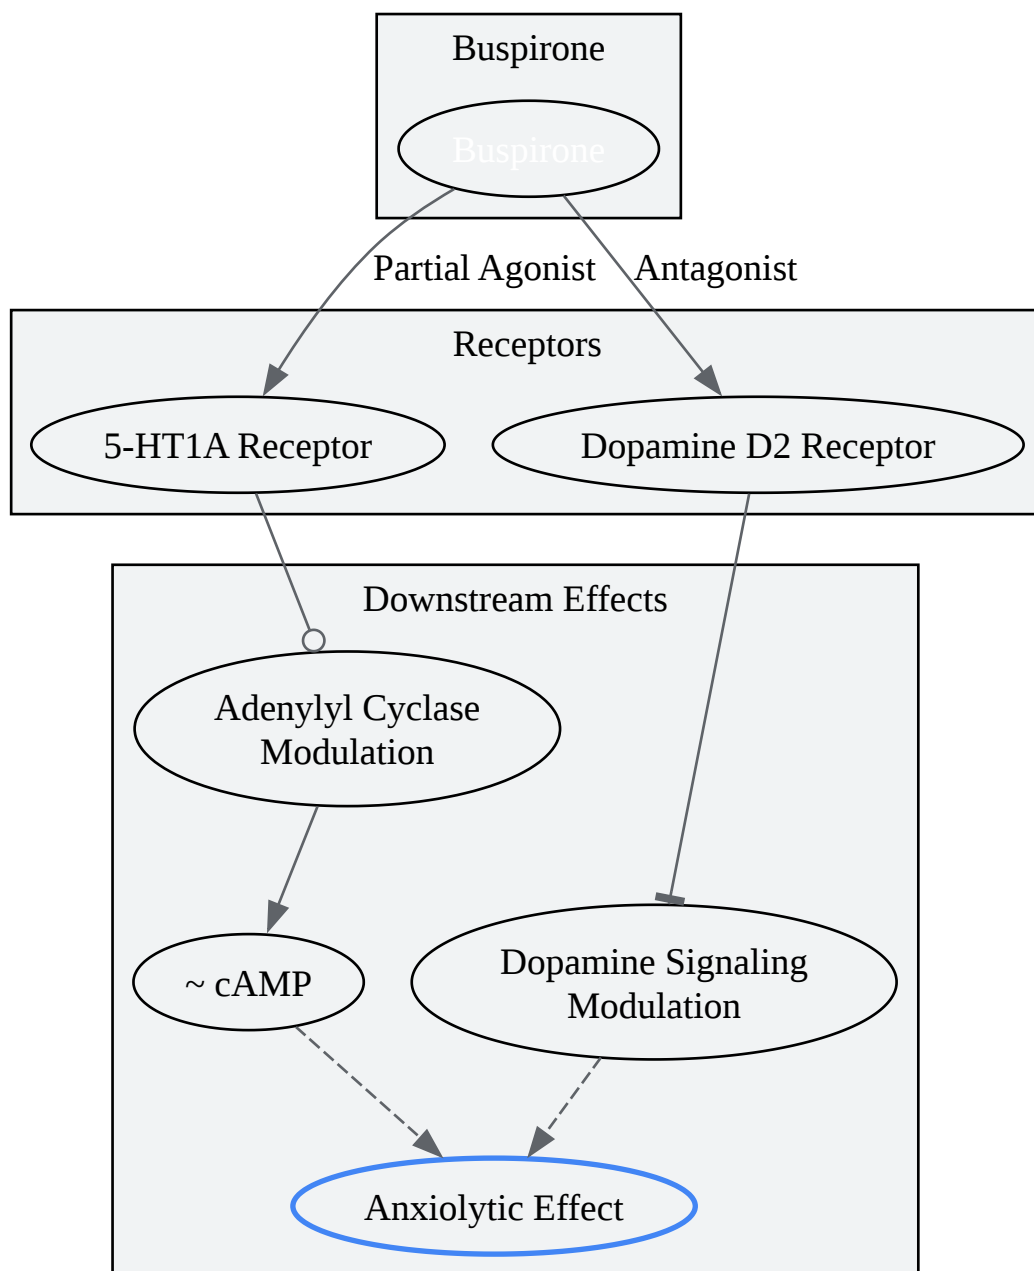 Buspirone
Buspirone
Partial Agonist
Antagonist
Receptors
5-HT1A Receptor
Dopamine D2 Receptor
Downstream Effects
Adenylyl Cyclase
Modulation
~ cAMP
Dopamine Signaling
Modulation
Anxiolytic Effect